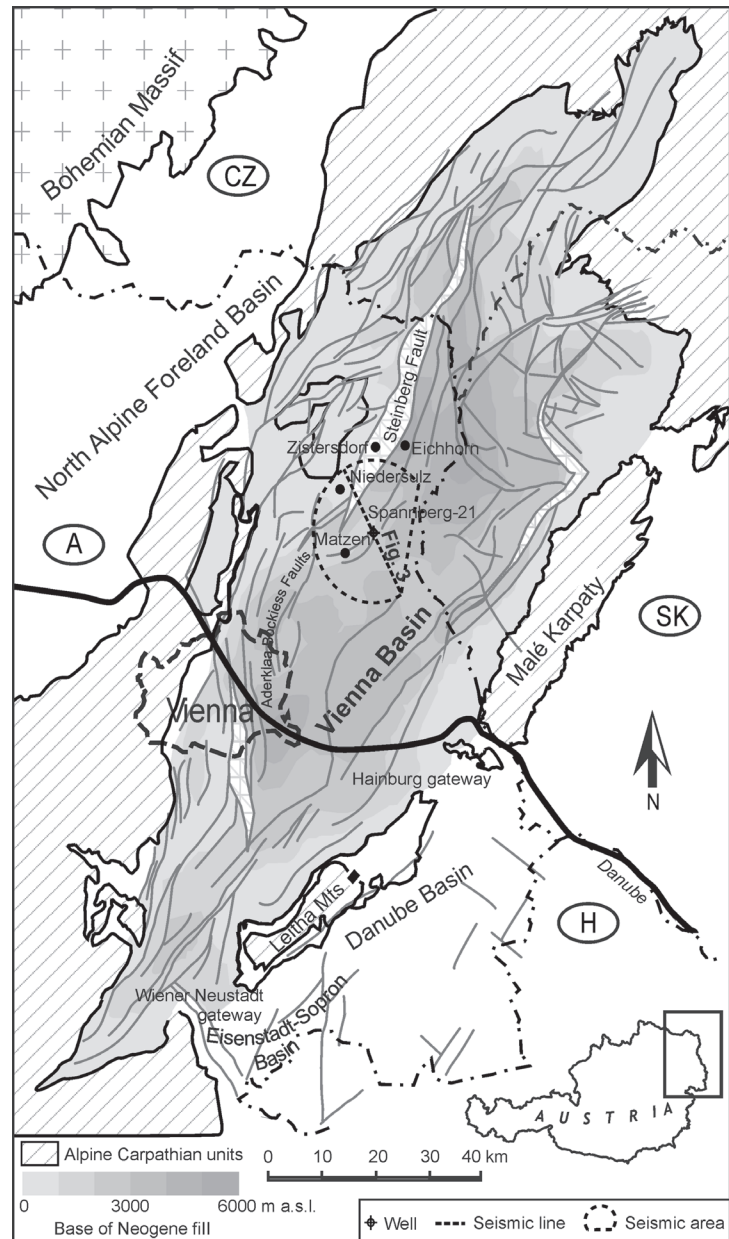 Bohemian Massif
CZ
North Alpine Foreland Basin
Steinberg Fault
Zistersdorf
Eichhorn
Niedersulz
Spannberg-21
Matzen
Fig. 3
A
Aderklaa Bockfliess Faults
Vienna Basin
Malé Karpaty
SK
Vienna
Hainburg gateway
N
Danube
Leitha Mts
Danube Basin
H
Wiener Neustadt
gateway
Eisenstadt-Sopron
Basin
AUSTRIA
Alpine Carpathian units
0 10 20 30 40 km
0 3000 6000 m a.s.l.
Base of Neogene fill
Well Seismic line Seismic area